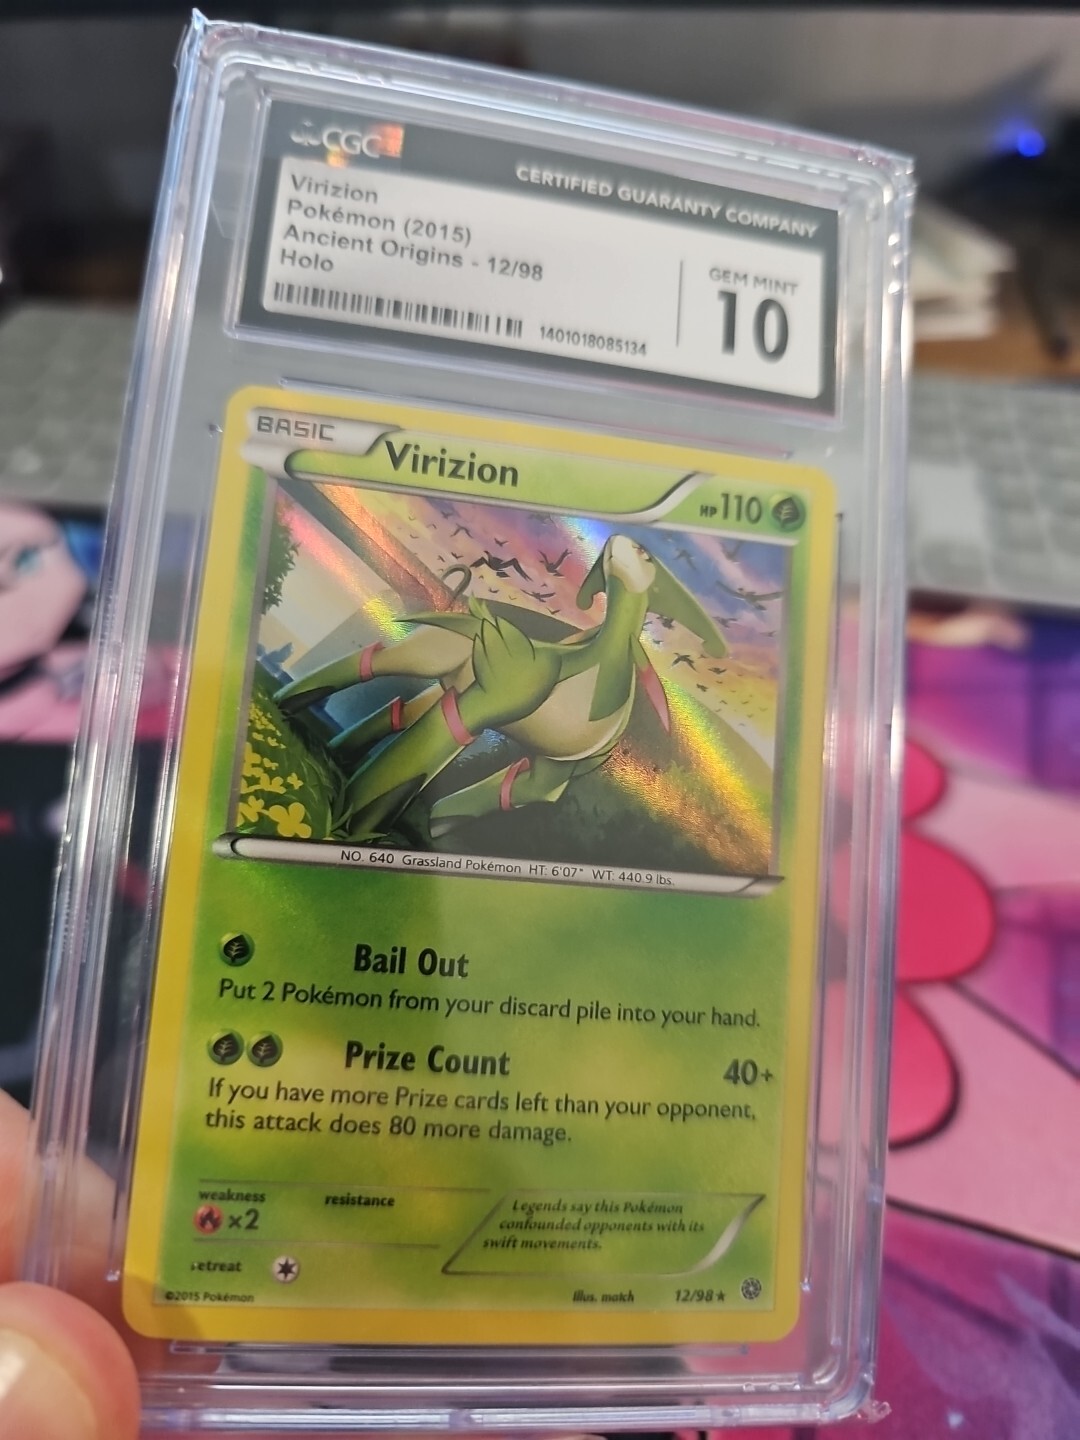 CGC
CERTIFIED GUARANTY COMPANY
Virizion
Pokémon (2015)
Ancient Origins - 12/98
Holo
GEM MINT
10
1401018085134
BASIC
Virizion
HP 110
NO. 640 Grassland Pokémon HT: 6'07" WT: 440.9 lbs.
Bail Out
Put 2 Pokémon from your discard pile into your hand.
Prize Count 40+
If you have more Prize cards left than your opponent,
this attack does 80 more damage.
weakness
×2
resistance
retreat
Legends say this Pokémon
confounded opponents with its
swift movements.
©2015 Pokémon
Illus. match
12/98 ★